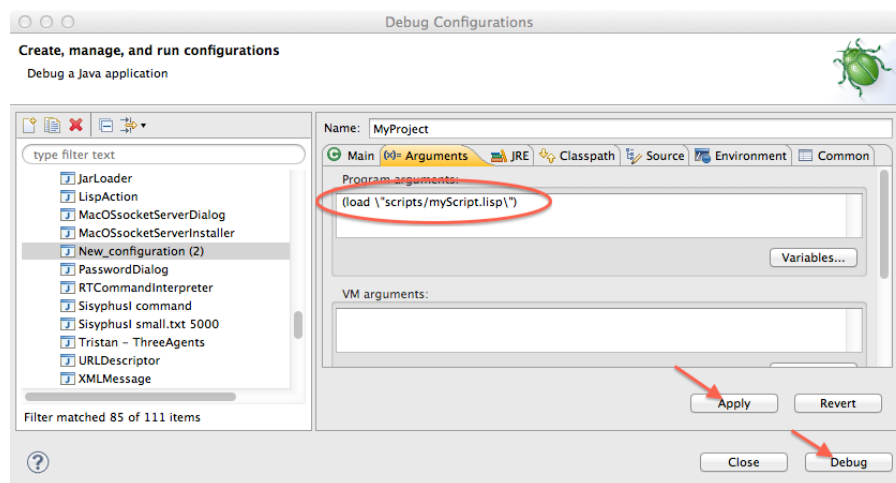 Debug Configurations
Create, manage, and run configurations
Debug a Java application
type filter text
JarLoader
LispAction
MacOSsocketServerDialog
MacOSsocketServerInstaller
New_configuration (2)
PasswordDialog
RTCommandInterpreter
SisyphusI command
SisyphusI small.txt 5000
Tristan - ThreeAgents
URLDescriptor
XMLMessage
Filter matched 85 of 111 items
Name: MyProject
Main (x)= Arguments JRE Classpath Source Environment Common
Program arguments:
(load \"scripts/myScript.lisp\")
Variables...
VM arguments:
Apply Revert
? Close Debug